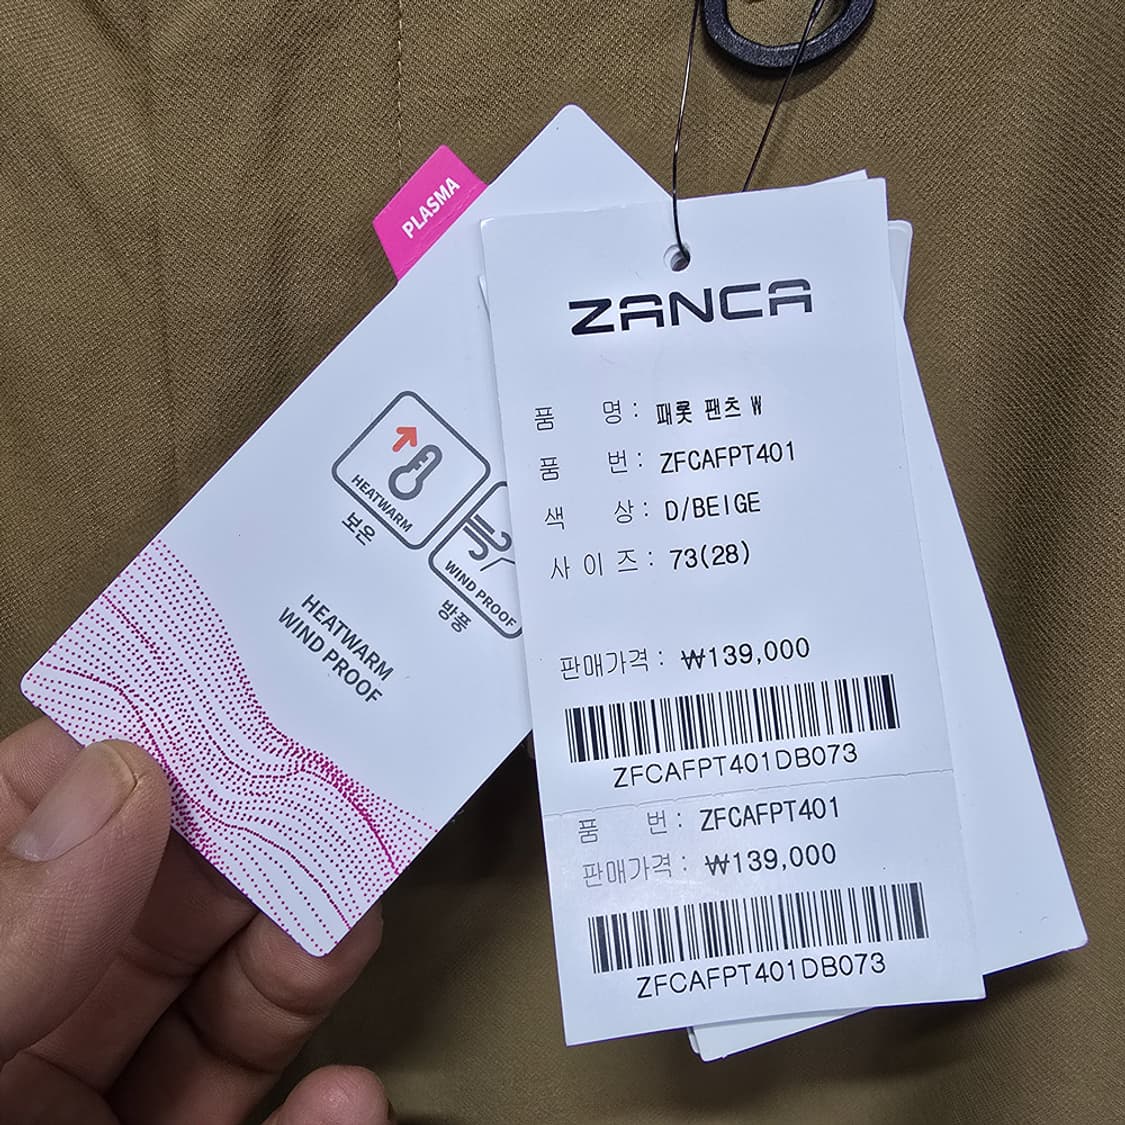 PLASMA
HEATWARM
보온
WIND PROOF
방풍
HEATWARM
WIND PROOF
ZANCA
품 명 : 패롯 팬츠 W
품 번 : ZFCAFPT401
색 상 : D/BEIGE
사 이 즈 : 73(28)
판매가격 : ₩139,000
ZFCAFPT401DB073
품 번 : ZFCAFPT401
판매가격 : ₩139,000
ZFCAFPT401DB073